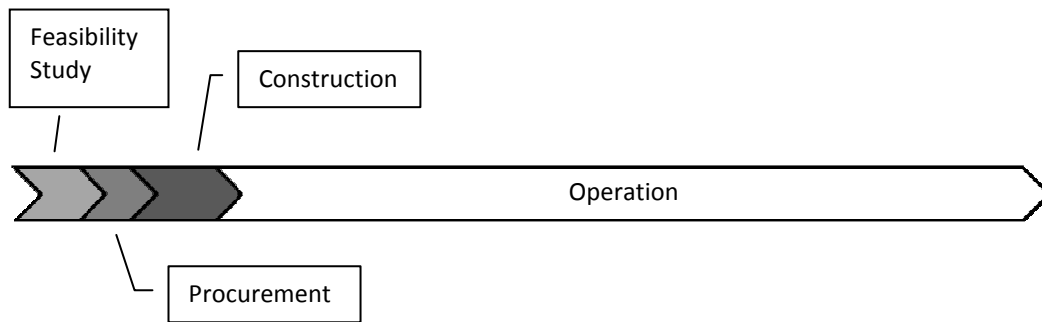 Feasibility
Study
Construction
Operation
Procurement